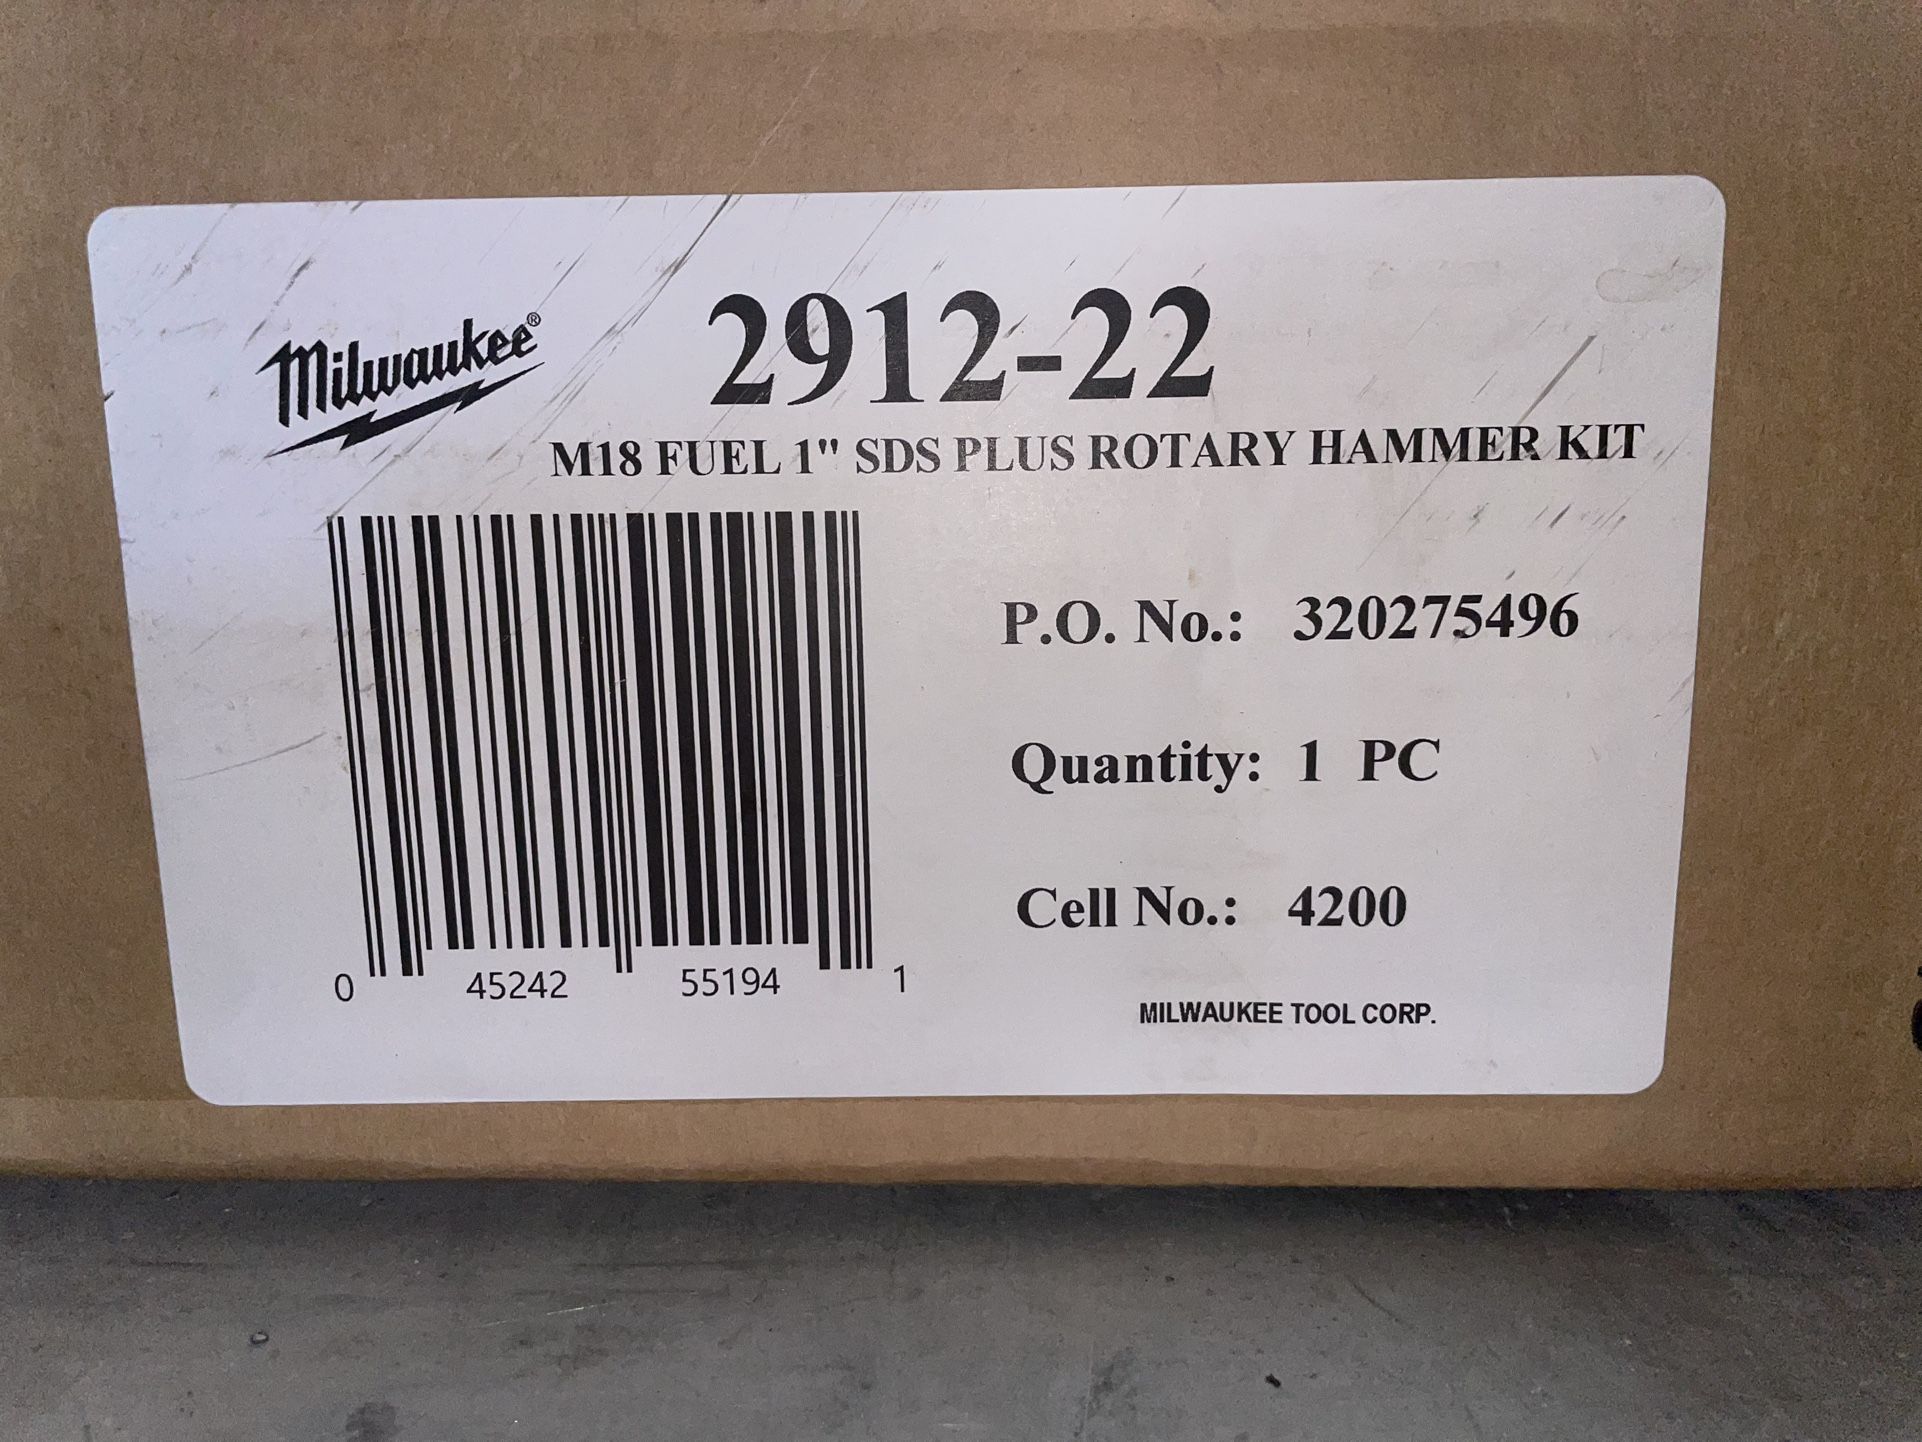 Milwaukee®
2912-22
M18 FUEL 1" SDS PLUS ROTARY HAMMER KIT
P.O. No.: 320275496
Quantity: 1 PC
Cell No.: 4200
0 45242 55194 1
MILWAUKEE TOOL CORP.